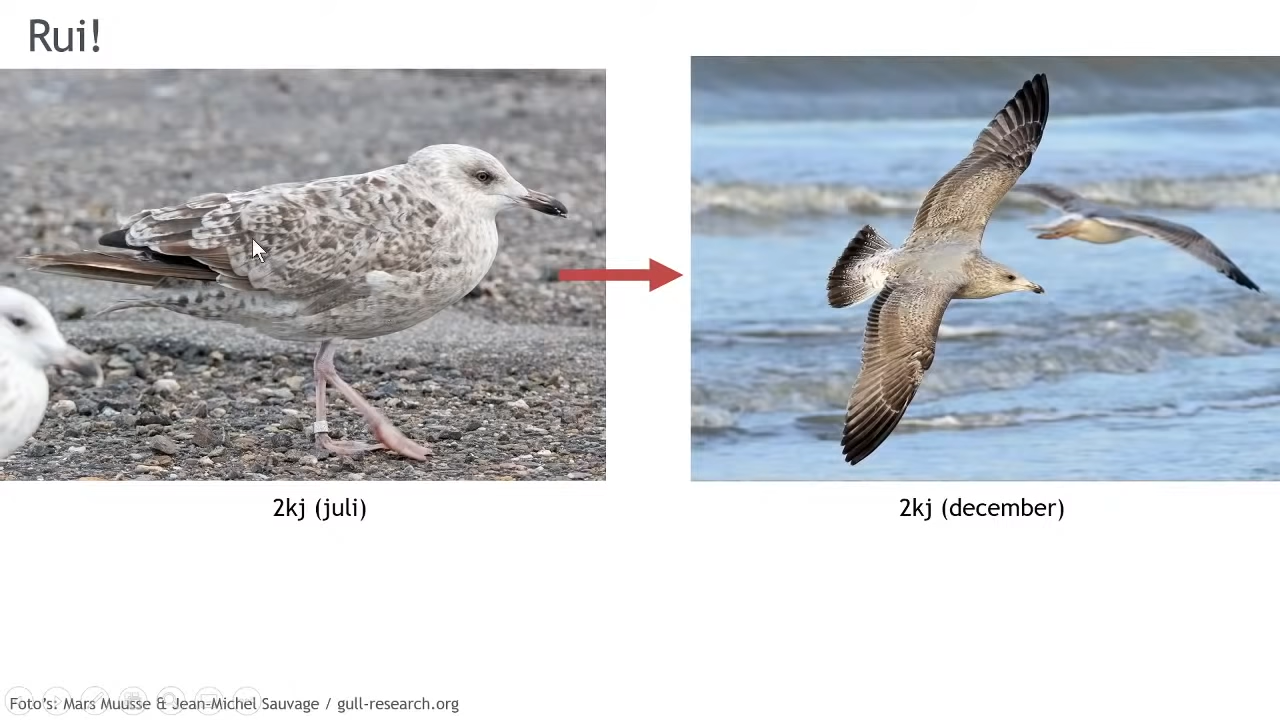 Rui!
2kj (juli)
2kj (december)
Foto's: Mars Muusse & Jean-Michel Sauvage / gull-research.org